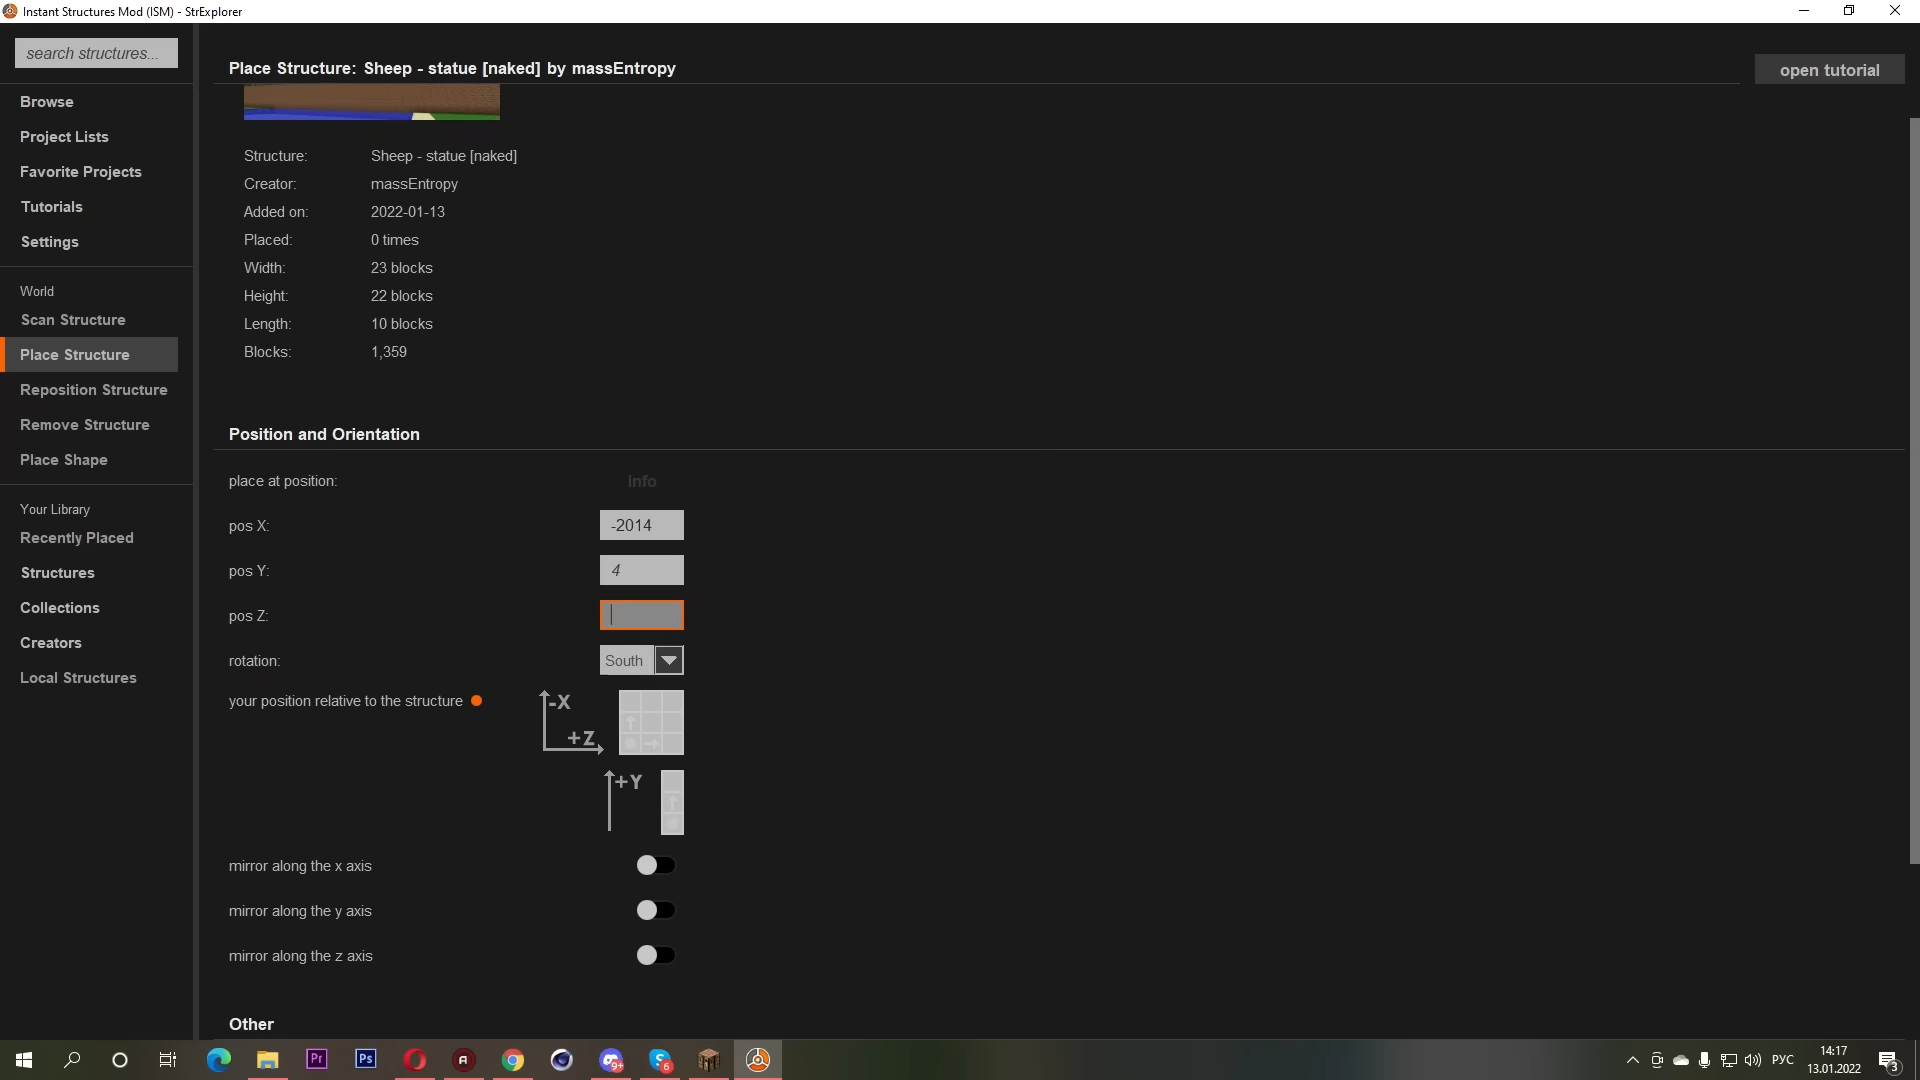 Instant Structures Mod (ISM) - StrExplorer
search structures...
Browse
Project Lists
Favorite Projects
Tutorials
Settings
World
Scan Structure
Place Structure
Reposition Structure
Remove Structure
Place Shape
Your Library
Recently Placed
Structures
Collections
Creators
Local Structures
Place Structure: Sheep - statue [naked] by massEntropy
open tutorial
Structure: Sheep - statue [naked]
Creator: massEntropy
Added on: 2022-01-13
Placed: 0 times
Width: 23 blocks
Height: 22 blocks
Length: 10 blocks
Blocks: 1,359
Position and Orientation
place at position: Info
pos X: -2014
pos Y: 4
pos Z:
rotation: South
your position relative to the structure
-X
+Z
+Y
mirror along the x axis
mirror along the y axis
mirror along the z axis
Other
Pr
Ps
A
9+
S
6
РУС
14:17
13.01.2022
3